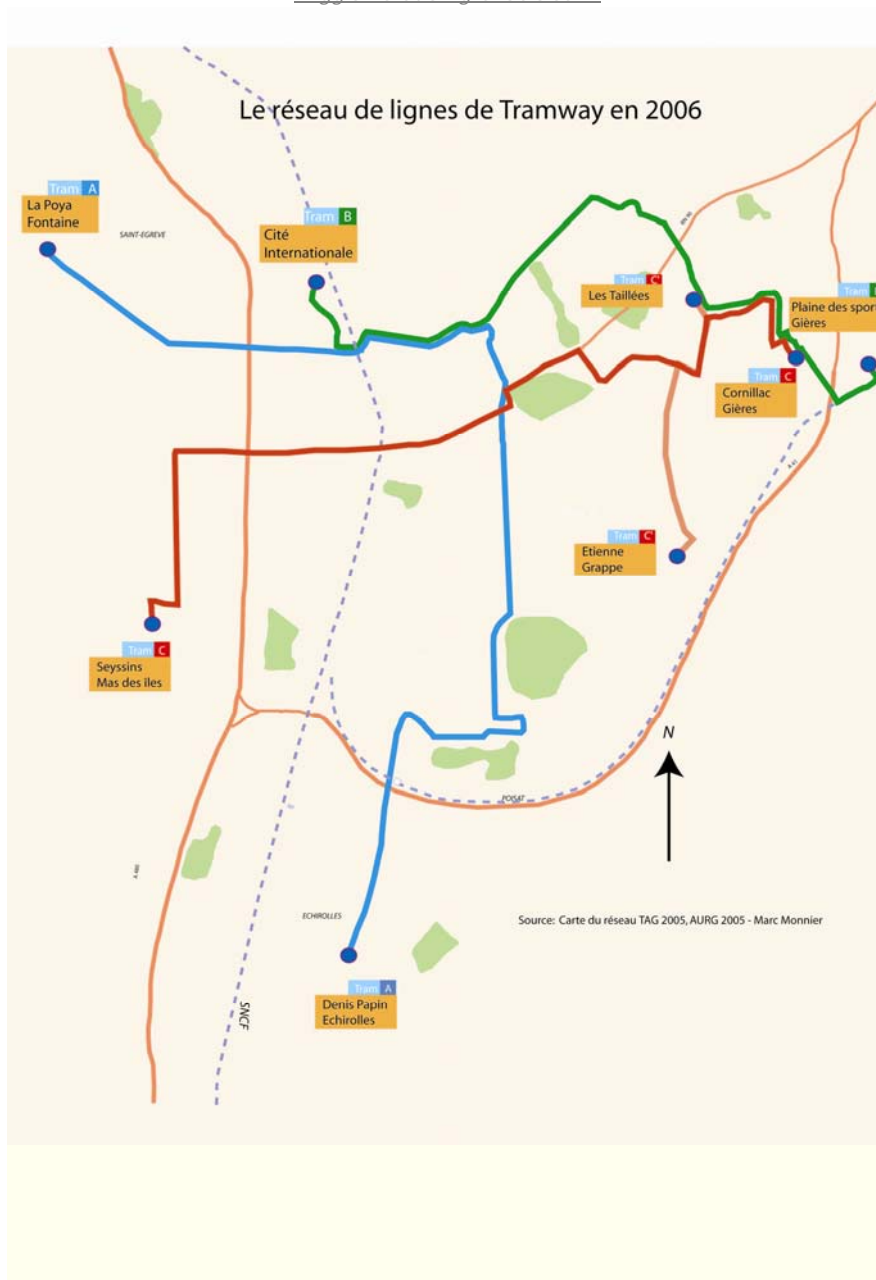 Le réseau de lignes de Tramway en 2006
Tram A
La Poya
Fontaine
SAINT-EGREVE
Tram B
Cité
Internationale
Tram C'
Les Taillées
Tram
Plaine des spor
Gières
Tram C
Cornillac
Gières
A 41
Tram C'
Etienne
Grappe
Tram C
Seyssins
Mas des iles
N
POISAT
ECHIROLLES
Source: Carte du réseau TAG 2005, AURG 2005 - Marc Monnier
Tram A
Denis Papin
Echirolles
SNCF